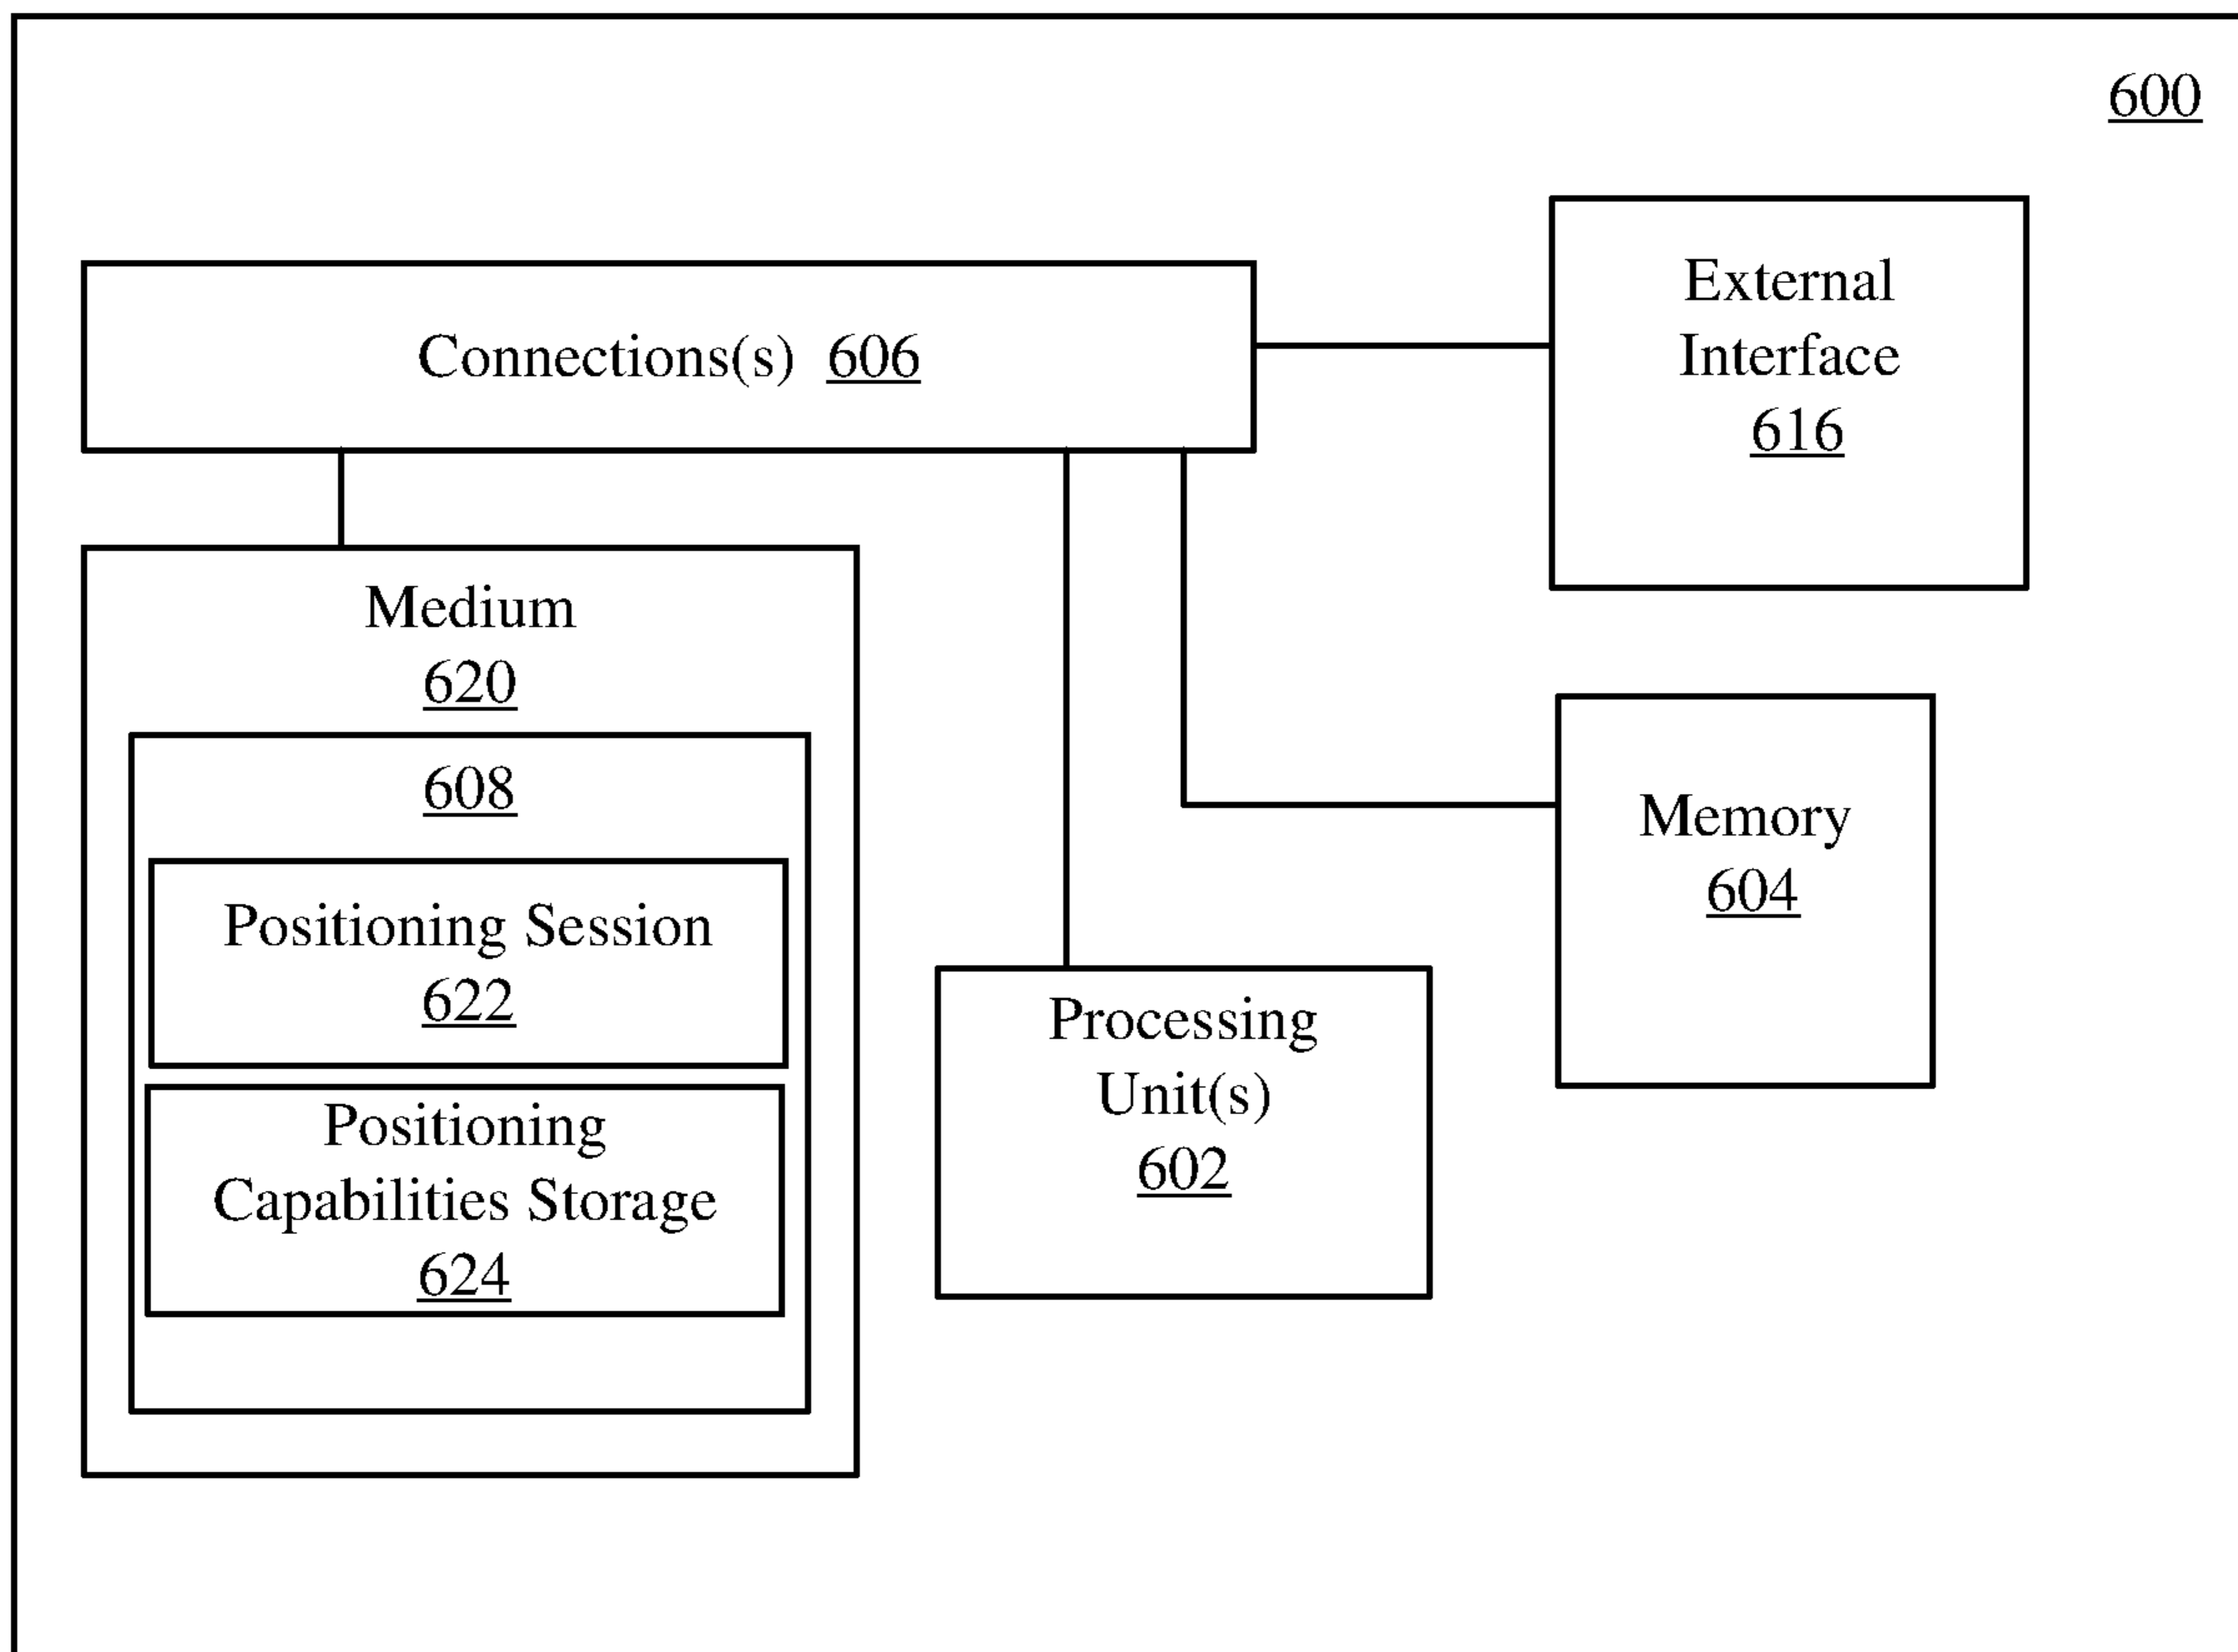 600
Connections(s) 606
External
Interface
616
Medium
620
608
Positioning Session
622
Positioning
Capabilities Storage
624
Processing
Unit(s)
602
Memory
604